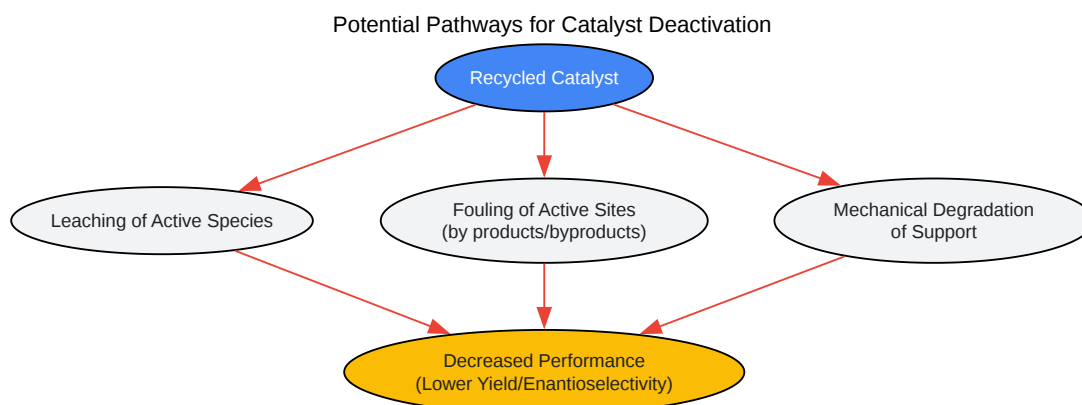 Potential Pathways for Catalyst Deactivation
Recycled Catalyst
Leaching of Active Species
Fouling of Active Sites
(by products/byproducts)
Mechanical Degradation
of Support
Decreased Performance
(Lower Yield/Enantioselectivity)